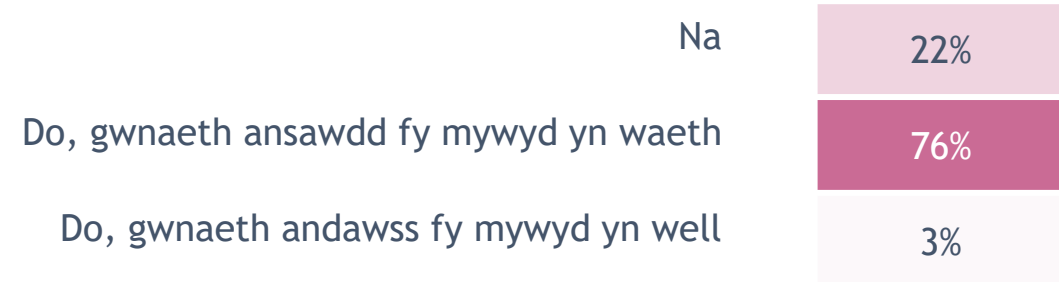 Na 22%
Do, gwnaeth ansawdd fy mywyd yn waeth 76%
Do, gwnaeth andawss fy mywyd yn well 3%